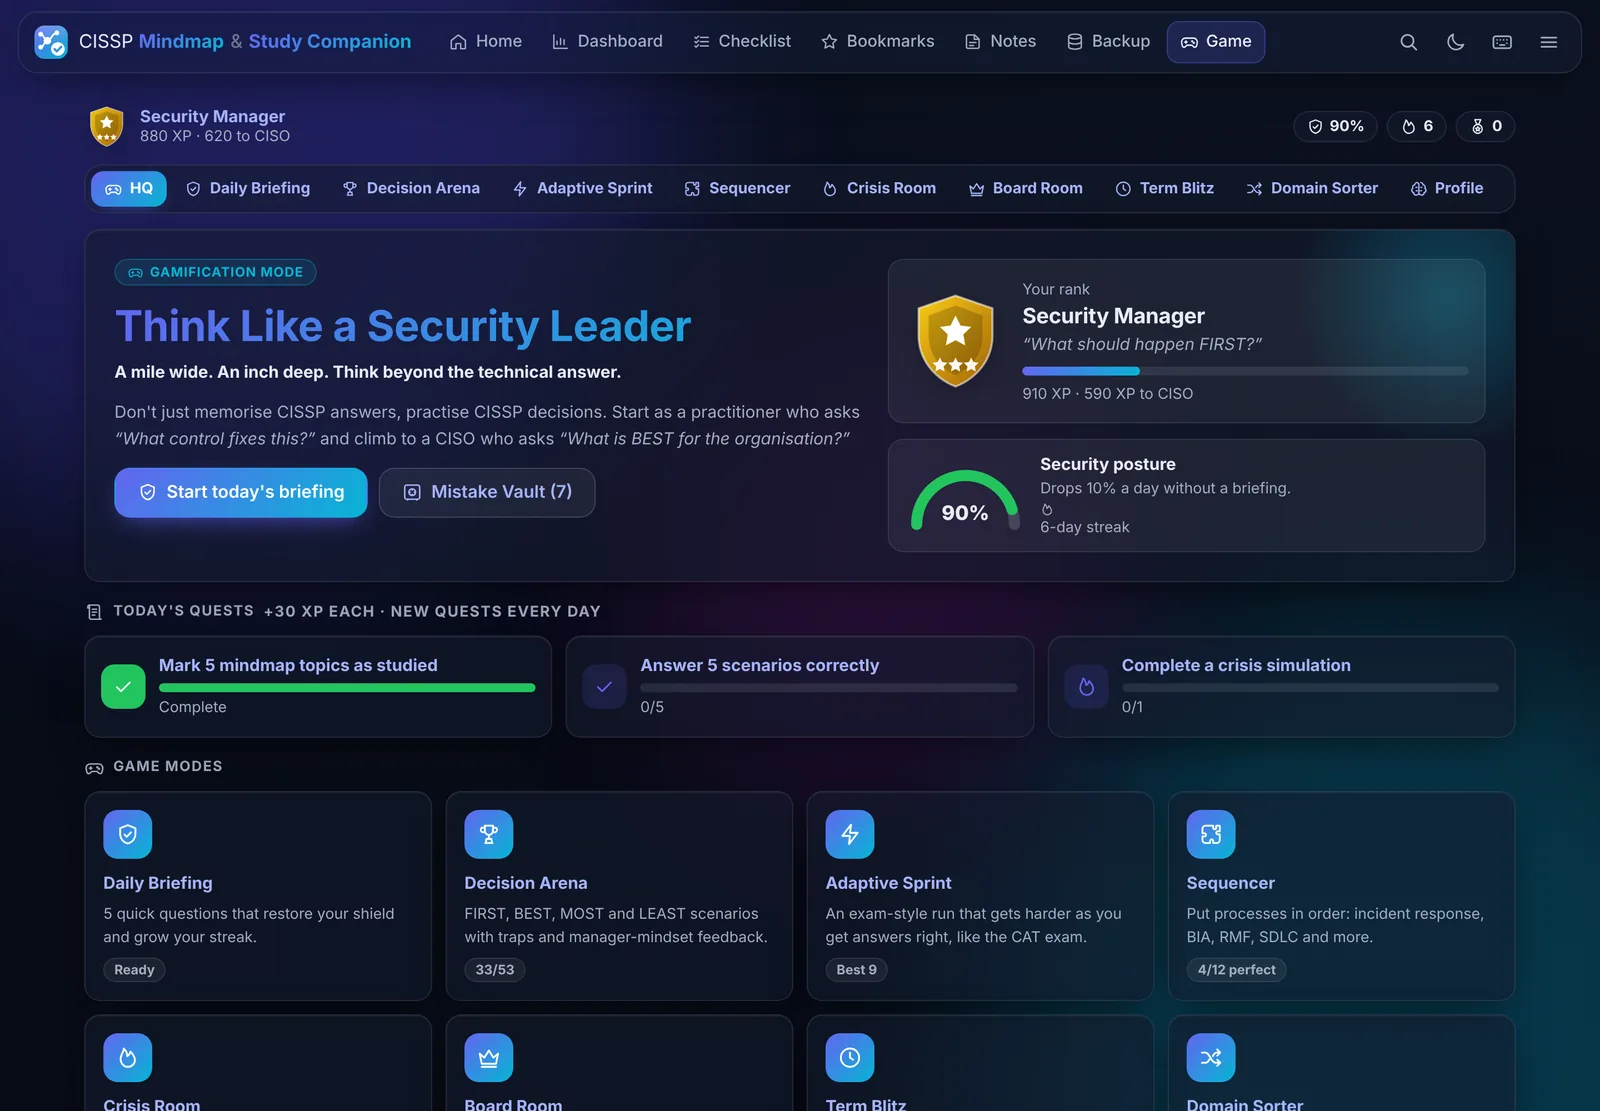 CISSP Mindmap & Study Companion
Home
Dashboard
Checklist
Bookmarks
Notes
Backup
Game
Security Manager
880 XP · 620 to CISO
90%
6
0
HQ
Daily Briefing
Decision Arena
Adaptive Sprint
Sequencer
Crisis Room
Board Room
Term Blitz
Domain Sorter
Profile
GAMIFICATION MODE
Think Like a Security Leader
A mile wide. An inch deep. Think beyond the technical answer.
Don't just memorise CISSP answers, practise CISSP decisions. Start as a practitioner who asks
“What control fixes this?” and climb to a CISO who asks “What is BEST for the organisation?”
Start today's briefing
Mistake Vault (7)
Your rank
Security Manager
“What should happen FIRST?”
910 XP · 590 XP to CISO
90%
Security posture
Drops 10% a day without a briefing.
6-day streak
TODAY'S QUESTS +30 XP EACH · NEW QUESTS EVERY DAY
Mark 5 mindmap topics as studied
Complete
Answer 5 scenarios correctly
0/5
Complete a crisis simulation
0/1
GAME MODES
Daily Briefing
5 quick questions that restore your shield
and grow your streak.
Ready
Decision Arena
FIRST, BEST, MOST and LEAST scenarios
with traps and manager-mindset feedback.
33/53
Adaptive Sprint
An exam-style run that gets harder as you
get answers right, like the CAT exam.
Best 9
Sequencer
Put processes in order: incident response,
BIA, RMF, SDLC and more.
4/12 perfect
Crisis Room
Board Room
Term Blitz
Domain Sorter